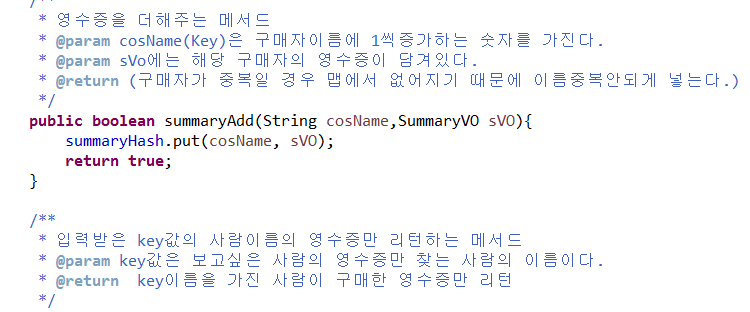 /**
* 영수증을 더해주는 메서드
* @param cosName(Key)은 구매자이름에 1씩증가하는 숫자를 가진다.
* @param sVo에는 해당 구매자의 영수증이 담겨있다.
* @return (구매자가 중복일 경우 맵에서 없어지기 때문에 이름중복안되게 넣는다.)
*/
public boolean summaryAdd(String cosName,SummaryVO sVO){
summaryHash.put(cosName, sVO);
return true;
}
/**
* 입력받은 key값의 사람이름의 영수증만 리턴하는 메서드
* @param key값은 보고싶은 사람의 영수증만 찾는 사람의 이름이다.
* @return key이름을 가진 사람이 구매한 영수증만 리턴
*/